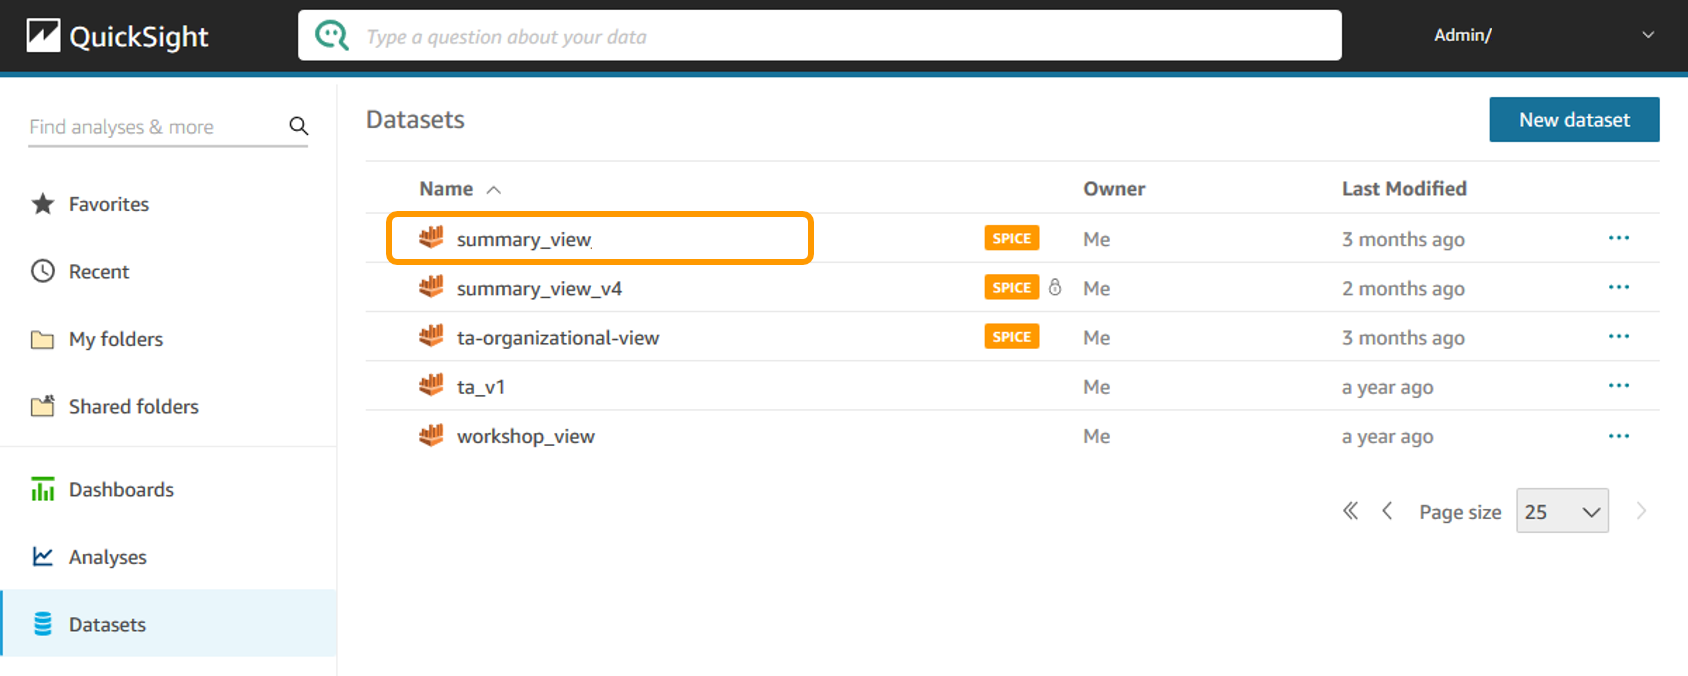 QuickSight
Type a question about your data
Admin/
Find analyses & more
Favorites
Recent
My folders
Shared folders
Dashboards
Analyses
Datasets
Datasets
New dataset
Name Owner Last Modified
summary_view SPICE Me 3 months ago
summary_view_v4 SPICE Me 2 months ago
ta-organizational-view SPICE Me 3 months ago
ta_v1 Me a year ago
workshop_view Me a year ago
Page size 25